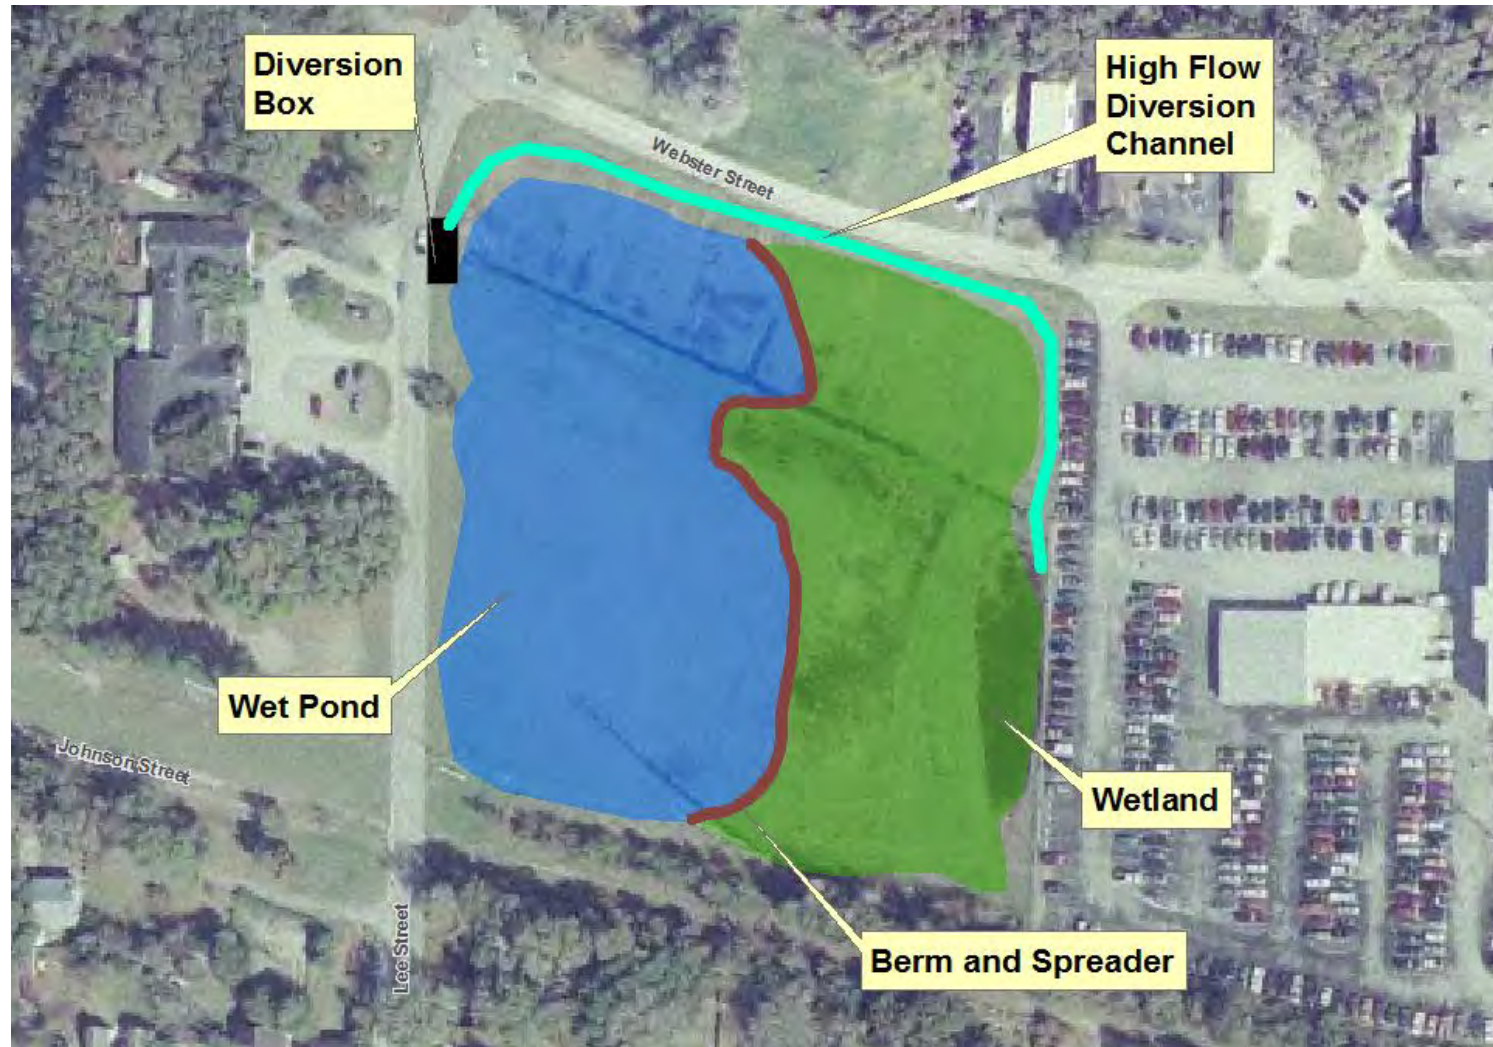 Diversion
Box
High Flow
Diversion
Channel
Webster Street
Wet Pond
Johnson Street
Wetland
Lee Street
Berm and Spreader